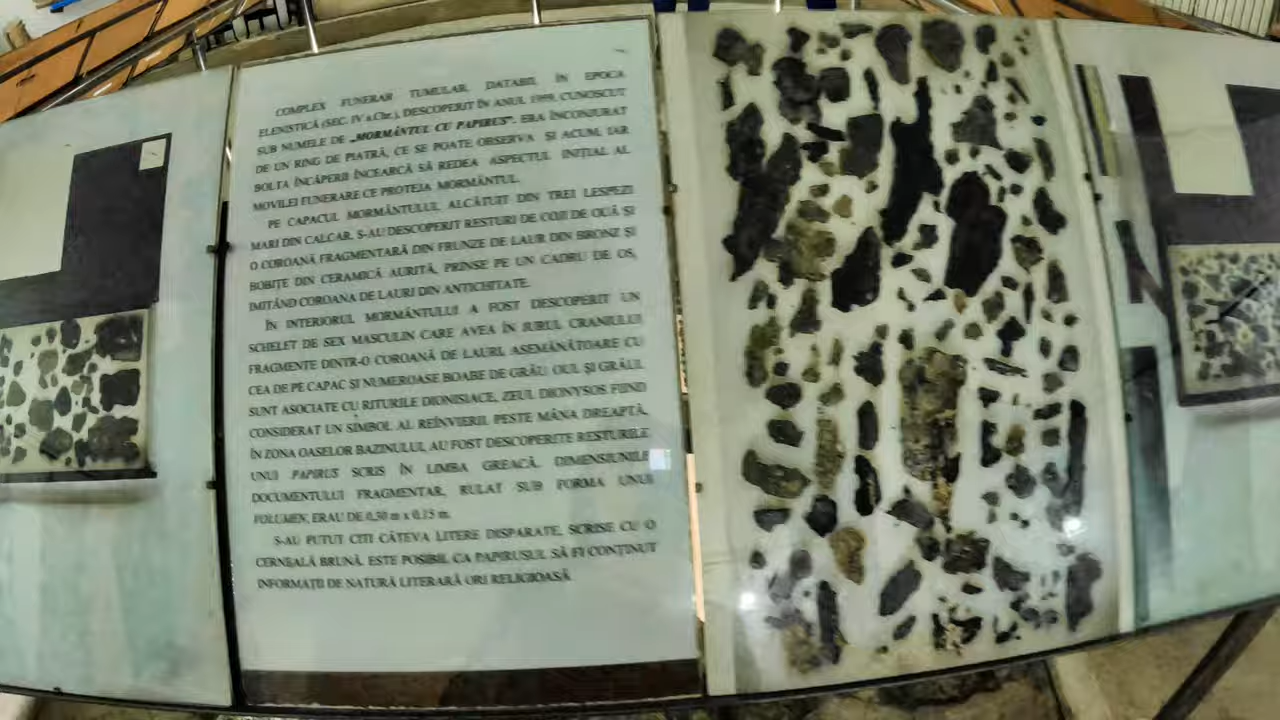 COMPLEX FUNERAR TUMULAR, DATABIL ÎN EPOCA
ELENISTICĂ (SEC. IV a.Chr.), DESCOPERIT ÎN ANUL 1959, CUNOSCUT
SUB NUMELE DE „MORMÂNTUL CU PAPIRUS”. ERA ÎNCONJURAT
DE UN RING DE PIATRĂ, CE SE POATE OBSERVA ȘI ACUM, IAR
BOLTA ÎNCĂPERII ÎNCEARCĂ SĂ REDEA ASPECTUL INIȚIAL AL
MOVILEI FUNERARE CE PROTEJA MORMÂNTUL.
PE CAPACUL MORMÂNTULUI, ALCĂTUIT DIN TREI LESPEZI
MARI DIN CALCAR, S-AU DESCOPERIT RESTURI DE COJI DE OUĂ ȘI
O COROANĂ FRAGMENTARĂ DIN FRUNZE DE LAUR DIN BRONZ ȘI
BOBIȚE DIN CERAMICĂ AURITĂ, PRINSE PE UN CADRU DE OS,
IMITÂND COROANA DE LAURI DIN ANTICHITATE.
ÎN INTERIORUL MORMÂNTULUI A FOST DESCOPERIT UN
SCHELET DE SEX MASCULIN CARE AVEA ÎN JURUL CRANIULUI
FRAGMENTE DINTR-O COROANĂ DE LAURI, ASEMĂNĂTOARE CU
CEA DE PE CAPAC ȘI NUMEROASE BOABE DE GRÂU. OUL ȘI GRÂUL
SUNT ASOCIATE CU RITURILE DIONISIACE, ZEUL DIONYSOS FIIND
CONSIDERAT UN SIMBOL AL REÎNVIERII. PESTE MÂNA DREAPTĂ,
ÎN ZONA OASELOR BAZINULUI, AU FOST DESCOPERITE RESTURILE
UNUI PAPIRUS SCRIS ÎN LIMBA GREACĂ. DIMENSIUNILE
DOCUMENTULUI FRAGMENTAR, RULAT SUB FORMA UNUI
VOLUMEN, ERAU DE 0,30 m x 0,15 m.
S-AU PUTUT CITI CÂTEVA LITERE DISPARATE, SCRISE CU O
CERNEALĂ BRUNĂ. ESTE POSIBIL CA PAPIRUSUL SĂ FI CONȚINUT
INFORMAȚII DE NATURĂ LITERARĂ ORI RELIGIOASĂ.